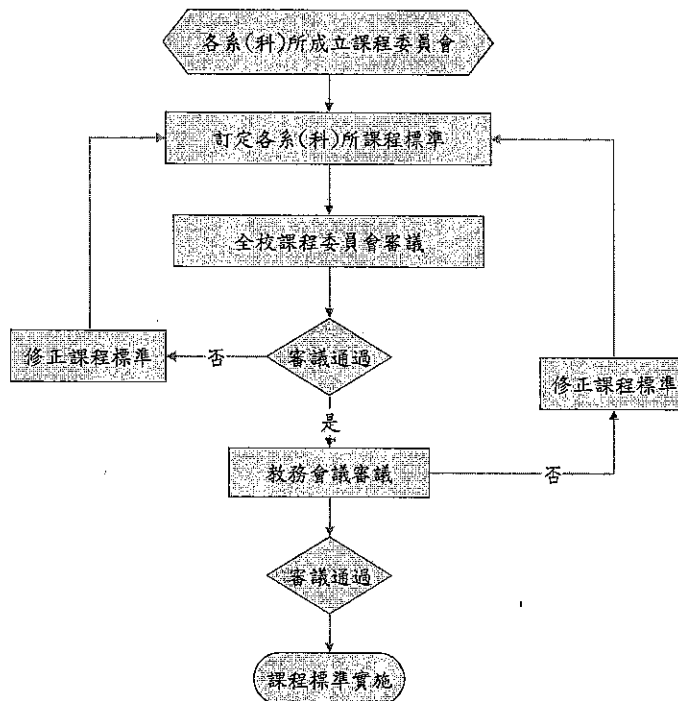 各系(科)所成立課程委員會
訂定各系(科)所課程標準
全校課程委員會審議
審議通過
否
修正課程標準
修正課程標準
是
教務會議審議
否
審議通過
課程標準實施